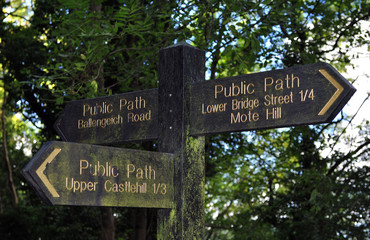 Public Path
Ballengeich Road
Public Path
Lower Bridge Street 1/4
Mote Hill
Public Path
Upper Castlehill 1/3